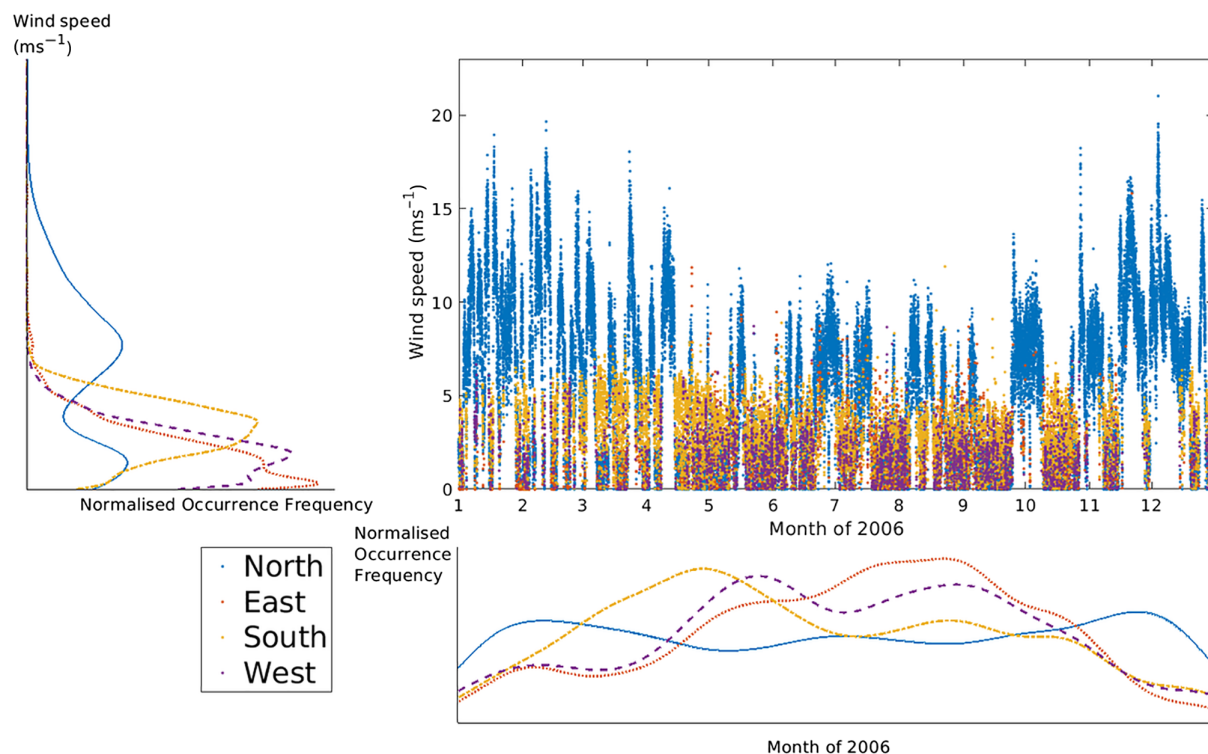 Wind speed
(ms⁻¹)
Normalised Occurrence Frequency
20
15
10
5
0
Wind speed (ms⁻¹)
1 2 3 4 5 6 7 8 9 10 11 12
Month of 2006
North
East
South
West
Normalised
Occurrence
Frequency
Month of 2006